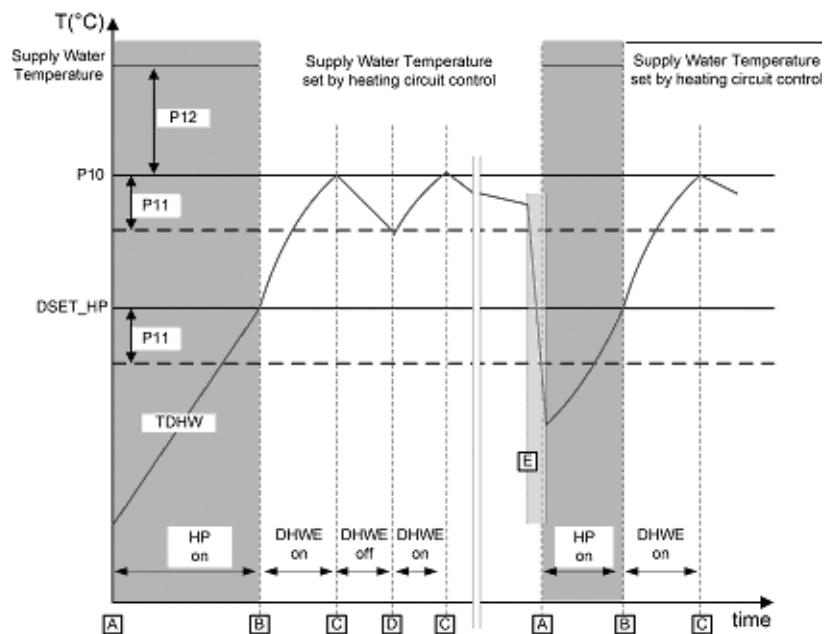 T(°C)
Supply Water
Temperature
Supply Water Temperature
set by heating circuit control
Supply Water Temperature
set by heating circuit control
P12
P10
P11
DSET_HP
P11
TDHW
E
HP
on
DHWE
on
DHWE
off
DHWE
on
HP
on
DHWE
on
A
B
C
D
C
A
B
C
time